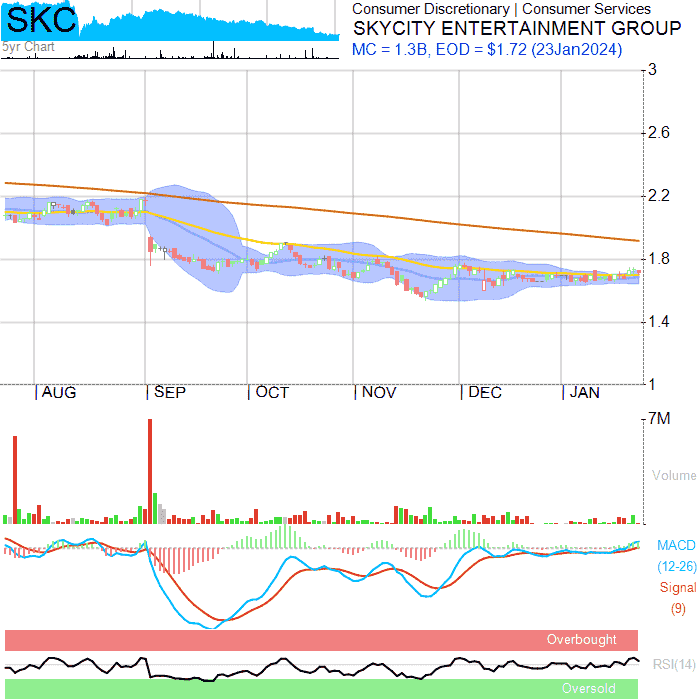 SKC
5yr Chart
Consumer Discretionary | Consumer Services
SKYCITY ENTERTAINMENT GROUP
MC = 1.3B, EOD = $1.72 (23Jan2024)
3
2.6
2.2
1.8
1.4
1
| AUG | SEP | OCT | NOV | DEC | JAN
7M
Volume
MACD
(12-26)
Signal
(9)
Overbought
RSI(14)
Oversold